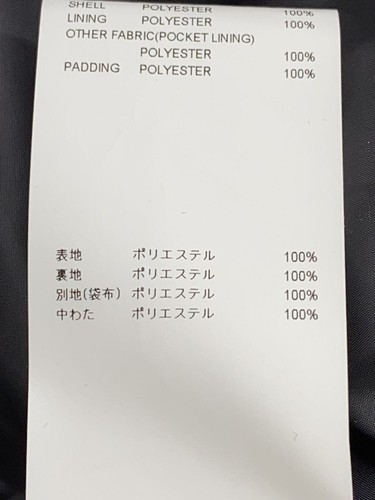 SHELL POLYESTER 100%
LINING POLYESTER 100%
OTHER FABRIC(POCKET LINING)
POLYESTER 100%
PADDING POLYESTER 100%
表地 ポリエステル 100%
裏地 ポリエステル 100%
別地(袋布) ポリエステル 100%
中わた ポリエステル 100%